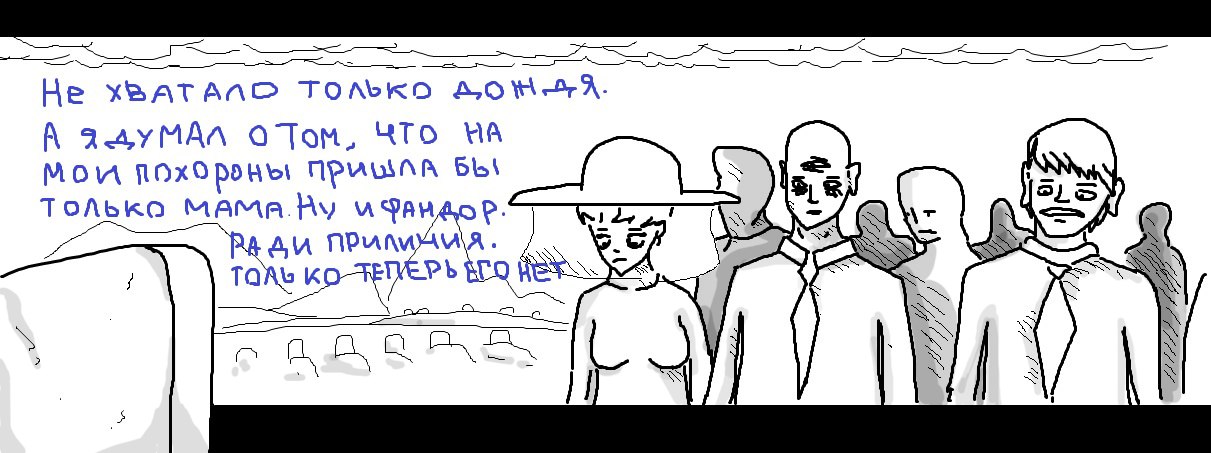 Не хватало только дождя.
А я думал о том, что на
мои похороны пришла бы
только мама. Ну и Фандор.
Ради приличия.
Только теперь его нет